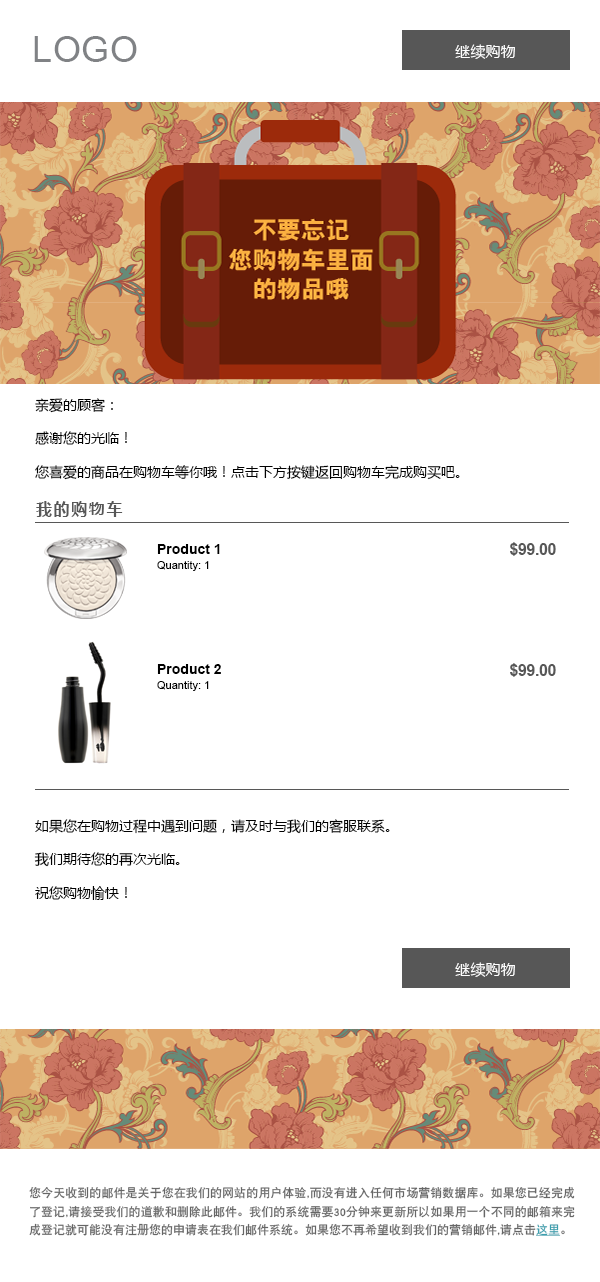 LOGO
继续购物
不要忘记
您购物车里面
的物品哦
亲爱的顾客：
感谢您的光临！
您喜爱的商品在购物车等你哦！点击下方按键返回购物车完成购买吧。
我的购物车
Product 1
$99.00
Quantity: 1
Product 2
$99.00
Quantity: 1
如果您在购物过程中遇到问题，请及时与我们的客服联系。
我们期待您的再次光临。
祝您购物愉快！
继续购物
您今天收到的邮件是关于您在我们的网站的用户体验,而没有进入任何市场营销数据库。如果您已经完成
了登记,请接受我们的道歉和删除此邮件。我们的系统需要30分钟来更新所以如果用一个不同的邮箱来完
成登记就可能没有注册您的申请表在我们邮件系统。如果您不再希望收到我们的营销邮件,请点击这里。